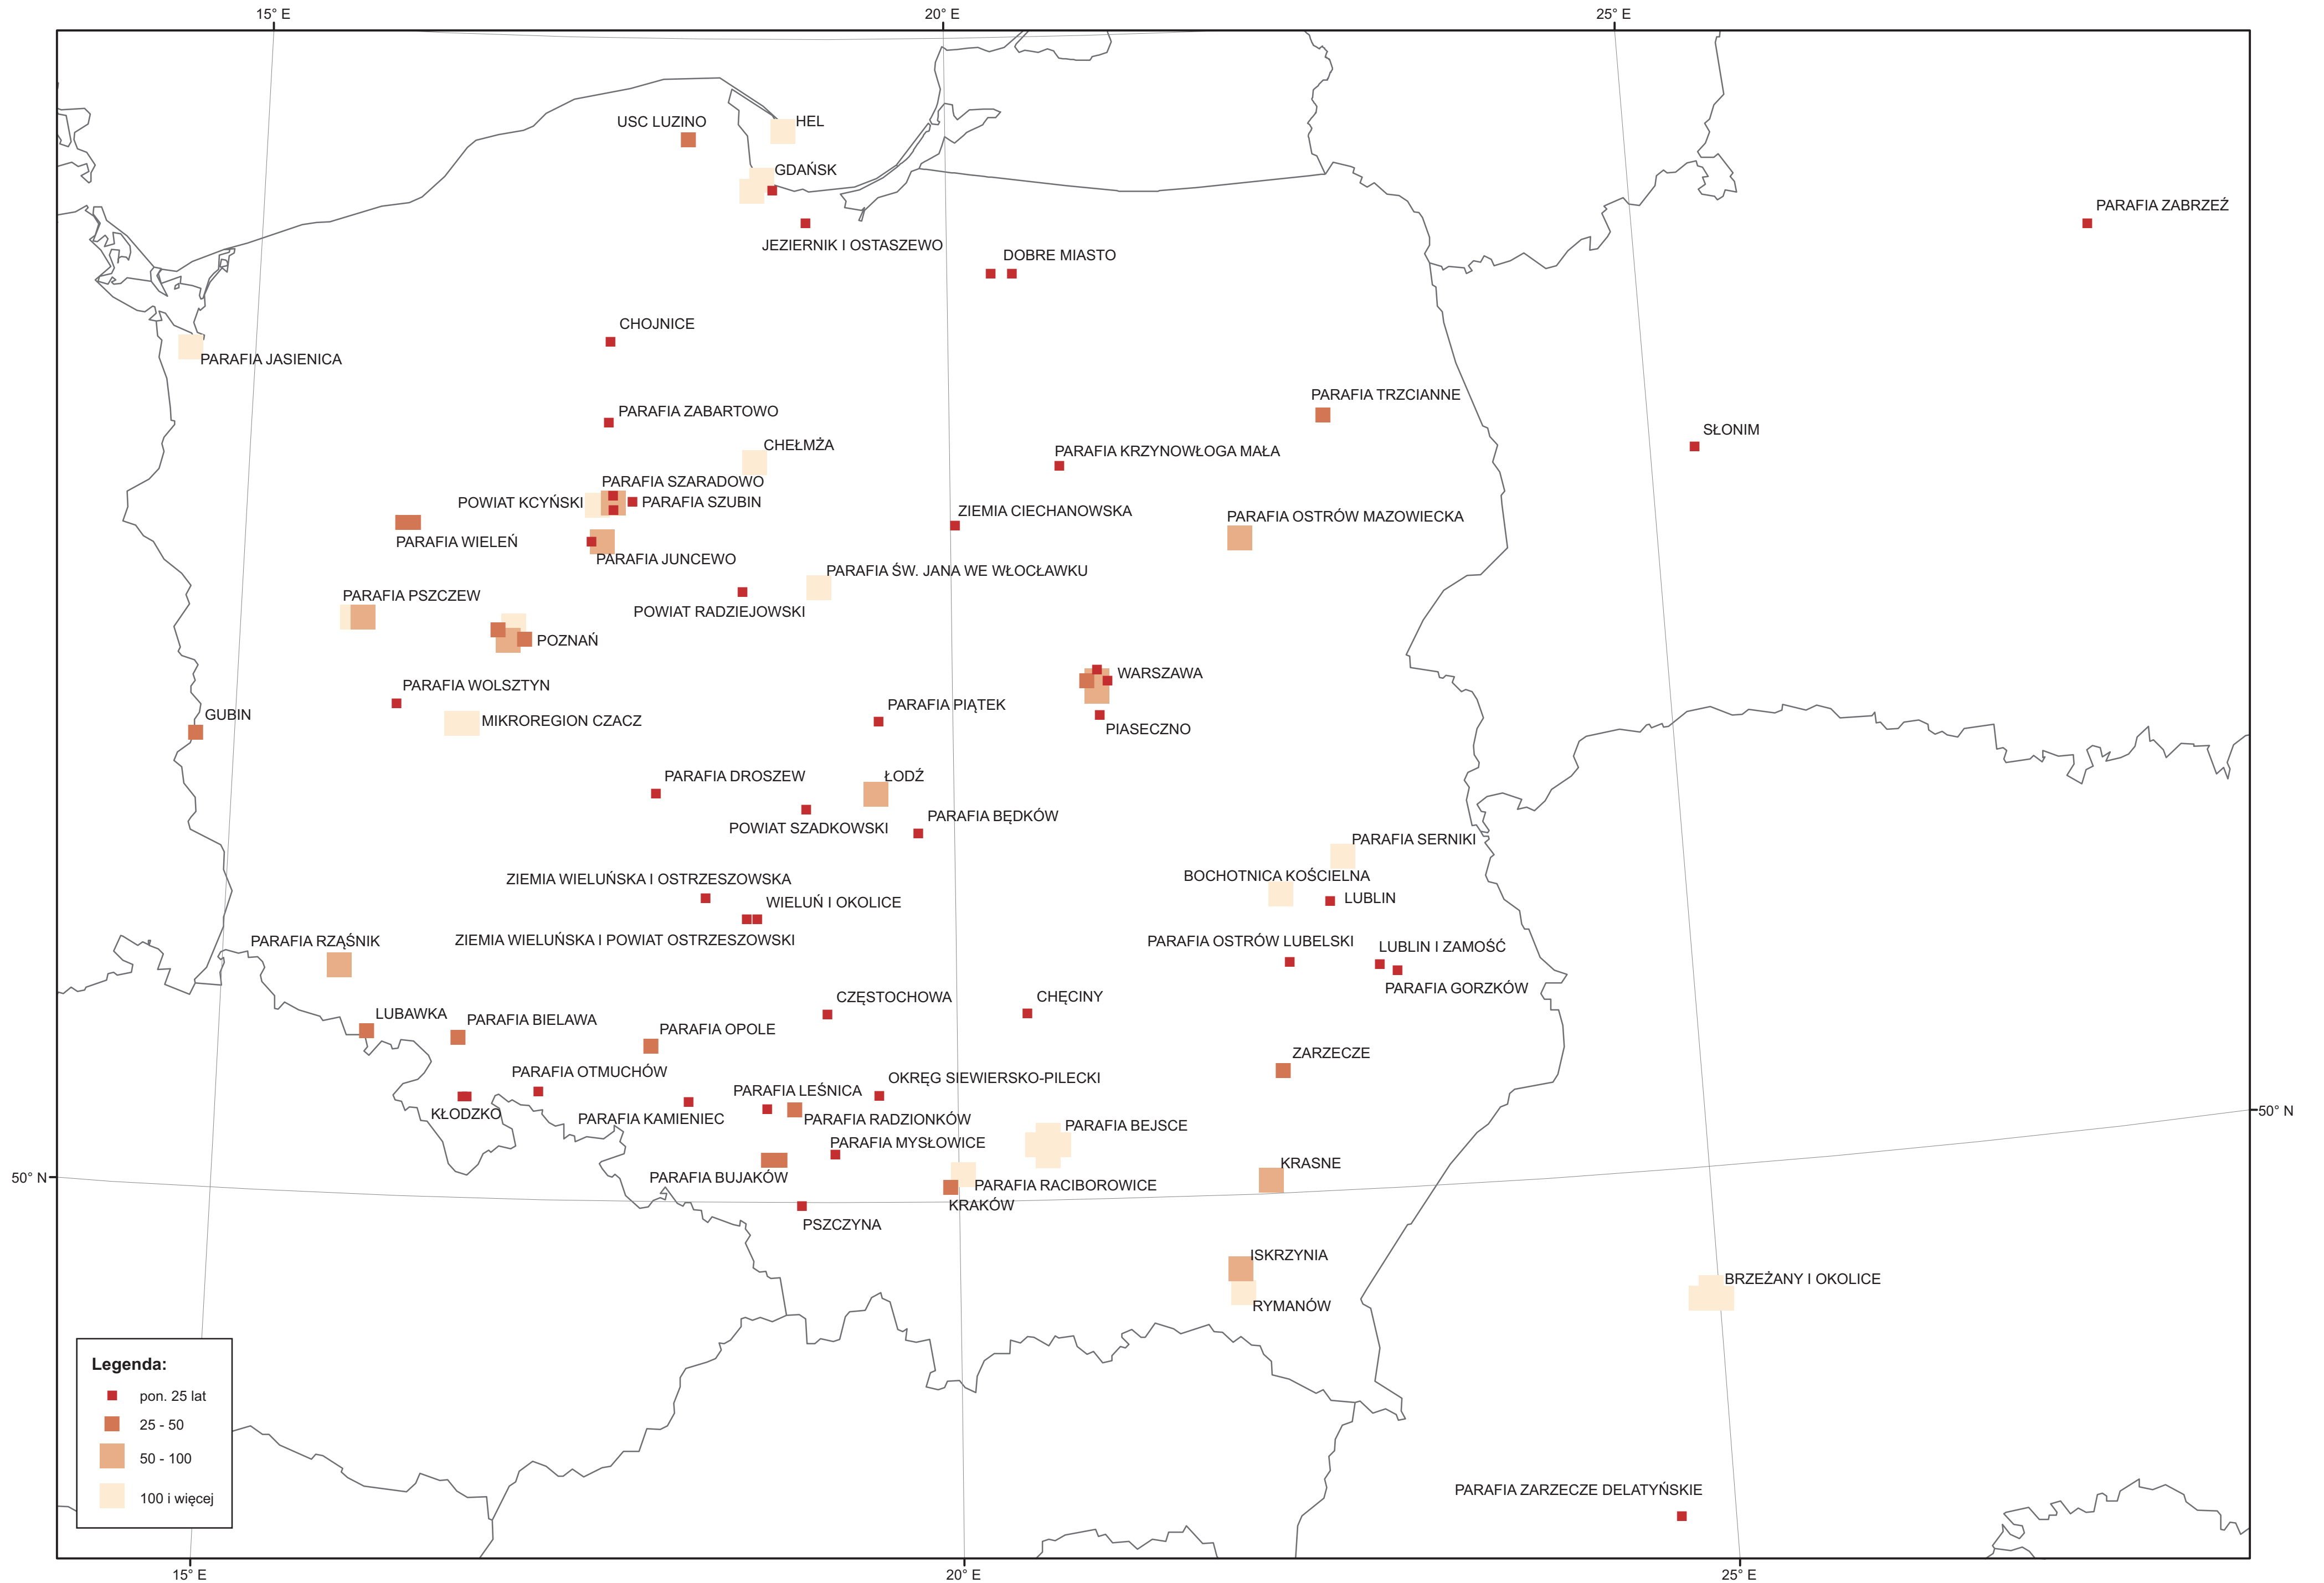 15° E
20° E
25° E
USC LUZINO
HEL
GDAŃSK
PARAFIA ZABRZEŹ
JEZIERNIK I OSTASZEWO
DOBRE MIASTO
CHOJNICE
PARAFIA JASIENICA
PARAFIA TRZCIANNE
PARAFIA ZABARTOWO
SŁONIM
CHEŁMŻA
PARAFIA KRZYNOWŁOGA MAŁA
PARAFIA SZARADOWO
POWIAT KCYŃSKI
PARAFIA SZUBIN
ZIEMIA CIECHANOWSKA
PARAFIA OSTRÓW MAZOWIECKA
PARAFIA WIELEŃ
PARAFIA JUNCEWO
PARAFIA ŚW. JANA WE WŁOCŁAWKU
PARAFIA PSZCZEW
POWIAT RADZIEJOWSKI
POZNAŃ
WARSZAWA
PARAFIA WOLSZTYN
PARAFIA PIĄTEK
GUBIN
MIKROREGION CZACZ
PIASECZNO
PARAFIA DROSZEW
ŁODŹ
PARAFIA BĘDKÓW
POWIAT SZADKOWSKI
PARAFIA SERNIKI
BOCHOTNICA KOŚCIELNA
ZIEMIA WIELUŃSKA I OSTRZESZOWSKA
LUBLIN
WIELUŃ I OKOLICE
ZIEMIA WIELUŃSKA I POWIAT OSTRZESZOWSKI
PARAFIA RZĄŚNIK
PARAFIA OSTRÓW LUBELSKI
LUBLIN I ZAMOŚĆ
PARAFIA GORZKÓW
CZĘSTOCHOWA
CHĘCINY
LUBAWKA
PARAFIA BIELAWA
PARAFIA OPOLE
ZARZECZE
PARAFIA OTMUCHÓW
OKRĘG SIEWIERSKO-PILECKI
PARAFIA LEŚNICA
KŁODZKO
PARAFIA KAMIENIEC
PARAFIA RADZIONKÓW
50° N
PARAFIA BEJSCE
PARAFIA MYSŁOWICE
KRASNE
50° N
PARAFIA BUJAKÓW
PARAFIA RACIBOROWICE
KRAKÓW
PSZCZYNA
ISKRZYNIA
BRZEŻANY I OKOLICE
RYMANÓW
Legenda:
pon. 25 lat
25 - 50
50 - 100
100 i więcej
PARAFIA ZARZECZE DELATYŃSKIE
15° E
20° E
25° E